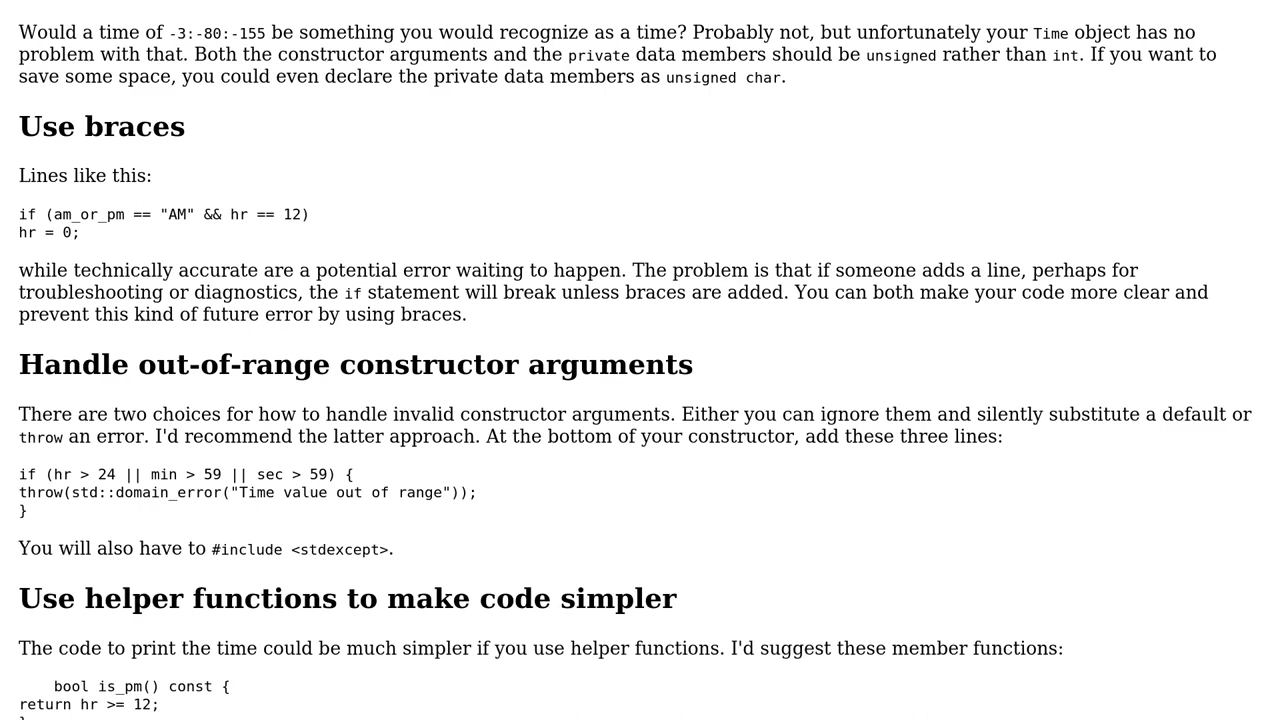 Would a time of -3:-80:-155 be something you would recognize as a time? Probably not, but unfortunately your Time object has no
problem with that. Both the constructor arguments and the private data members should be unsigned rather than int. If you want to
save some space, you could even declare the private data members as unsigned char.
Use braces
Lines like this:
if (am_or_pm == "AM" && hr == 12)
hr = 0;
while technically accurate are a potential error waiting to happen. The problem is that if someone adds a line, perhaps for
troubleshooting or diagnostics, the if statement will break unless braces are added. You can both make your code more clear and
prevent this kind of future error by using braces.
Handle out-of-range constructor arguments
There are two choices for how to handle invalid constructor arguments. Either you can ignore them and silently substitute a default or
throw an error. I'd recommend the latter approach. At the bottom of your constructor, add these three lines:
if (hr > 24 || min > 59 || sec > 59) {
throw(std::domain_error("Time value out of range"));
}
You will also have to #include <stdexcept>.
Use helper functions to make code simpler
The code to print the time could be much simpler if you use helper functions. I'd suggest these member functions:
bool is_pm() const {
return hr >= 12;
}